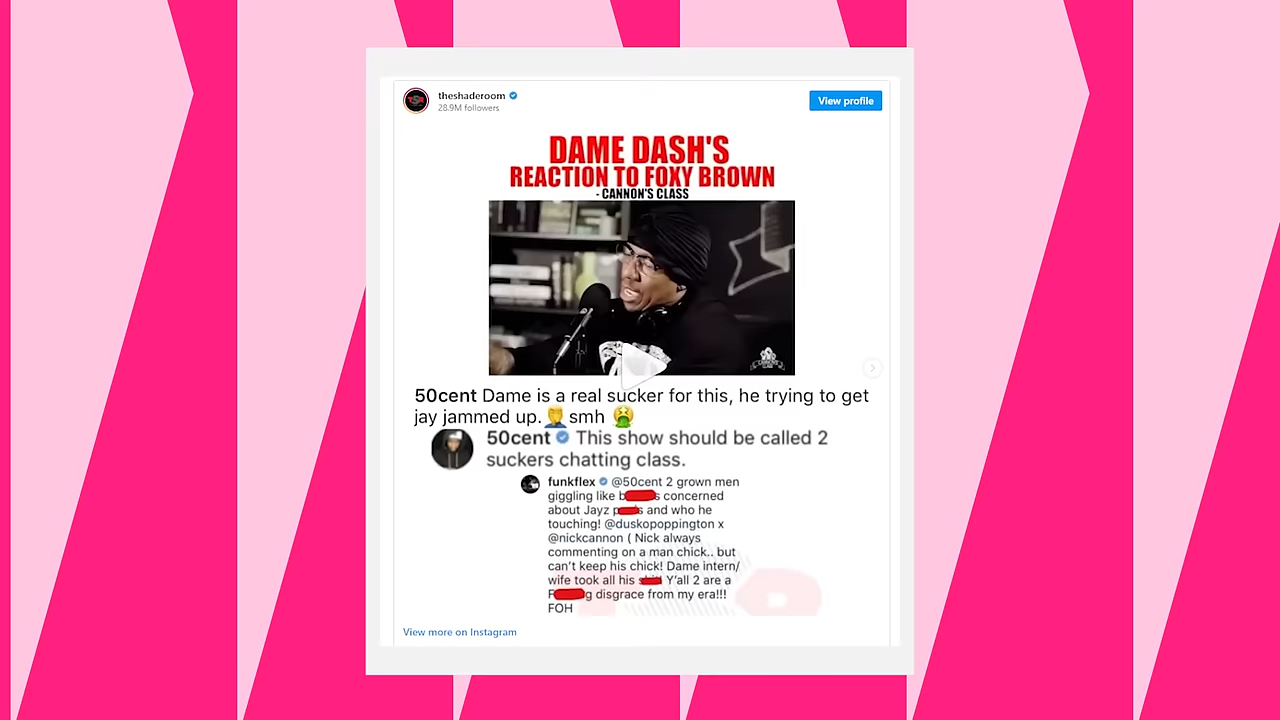 theshaderoom
28.9M followers
View profile
DAME DASH'S
REACTION TO FOXY BROWN
- CANNON'S CLASS
50cent Dame is a real sucker for this, he trying to get
jay jammed up.🤦‍♂️smh 🤮
50cent This show should be called 2
suckers chatting class.
funkflex @50cent 2 grown men
giggling like b s concerned
about Jayz p s and who he
touching! @duskopoppington x
@nickcannon ( Nick always
commenting on a man chick.. but
can't keep his chick! Dame intern/
wife took all his s Y'all 2 are a
F g disgrace from my era!!!
FOH
View more on Instagram